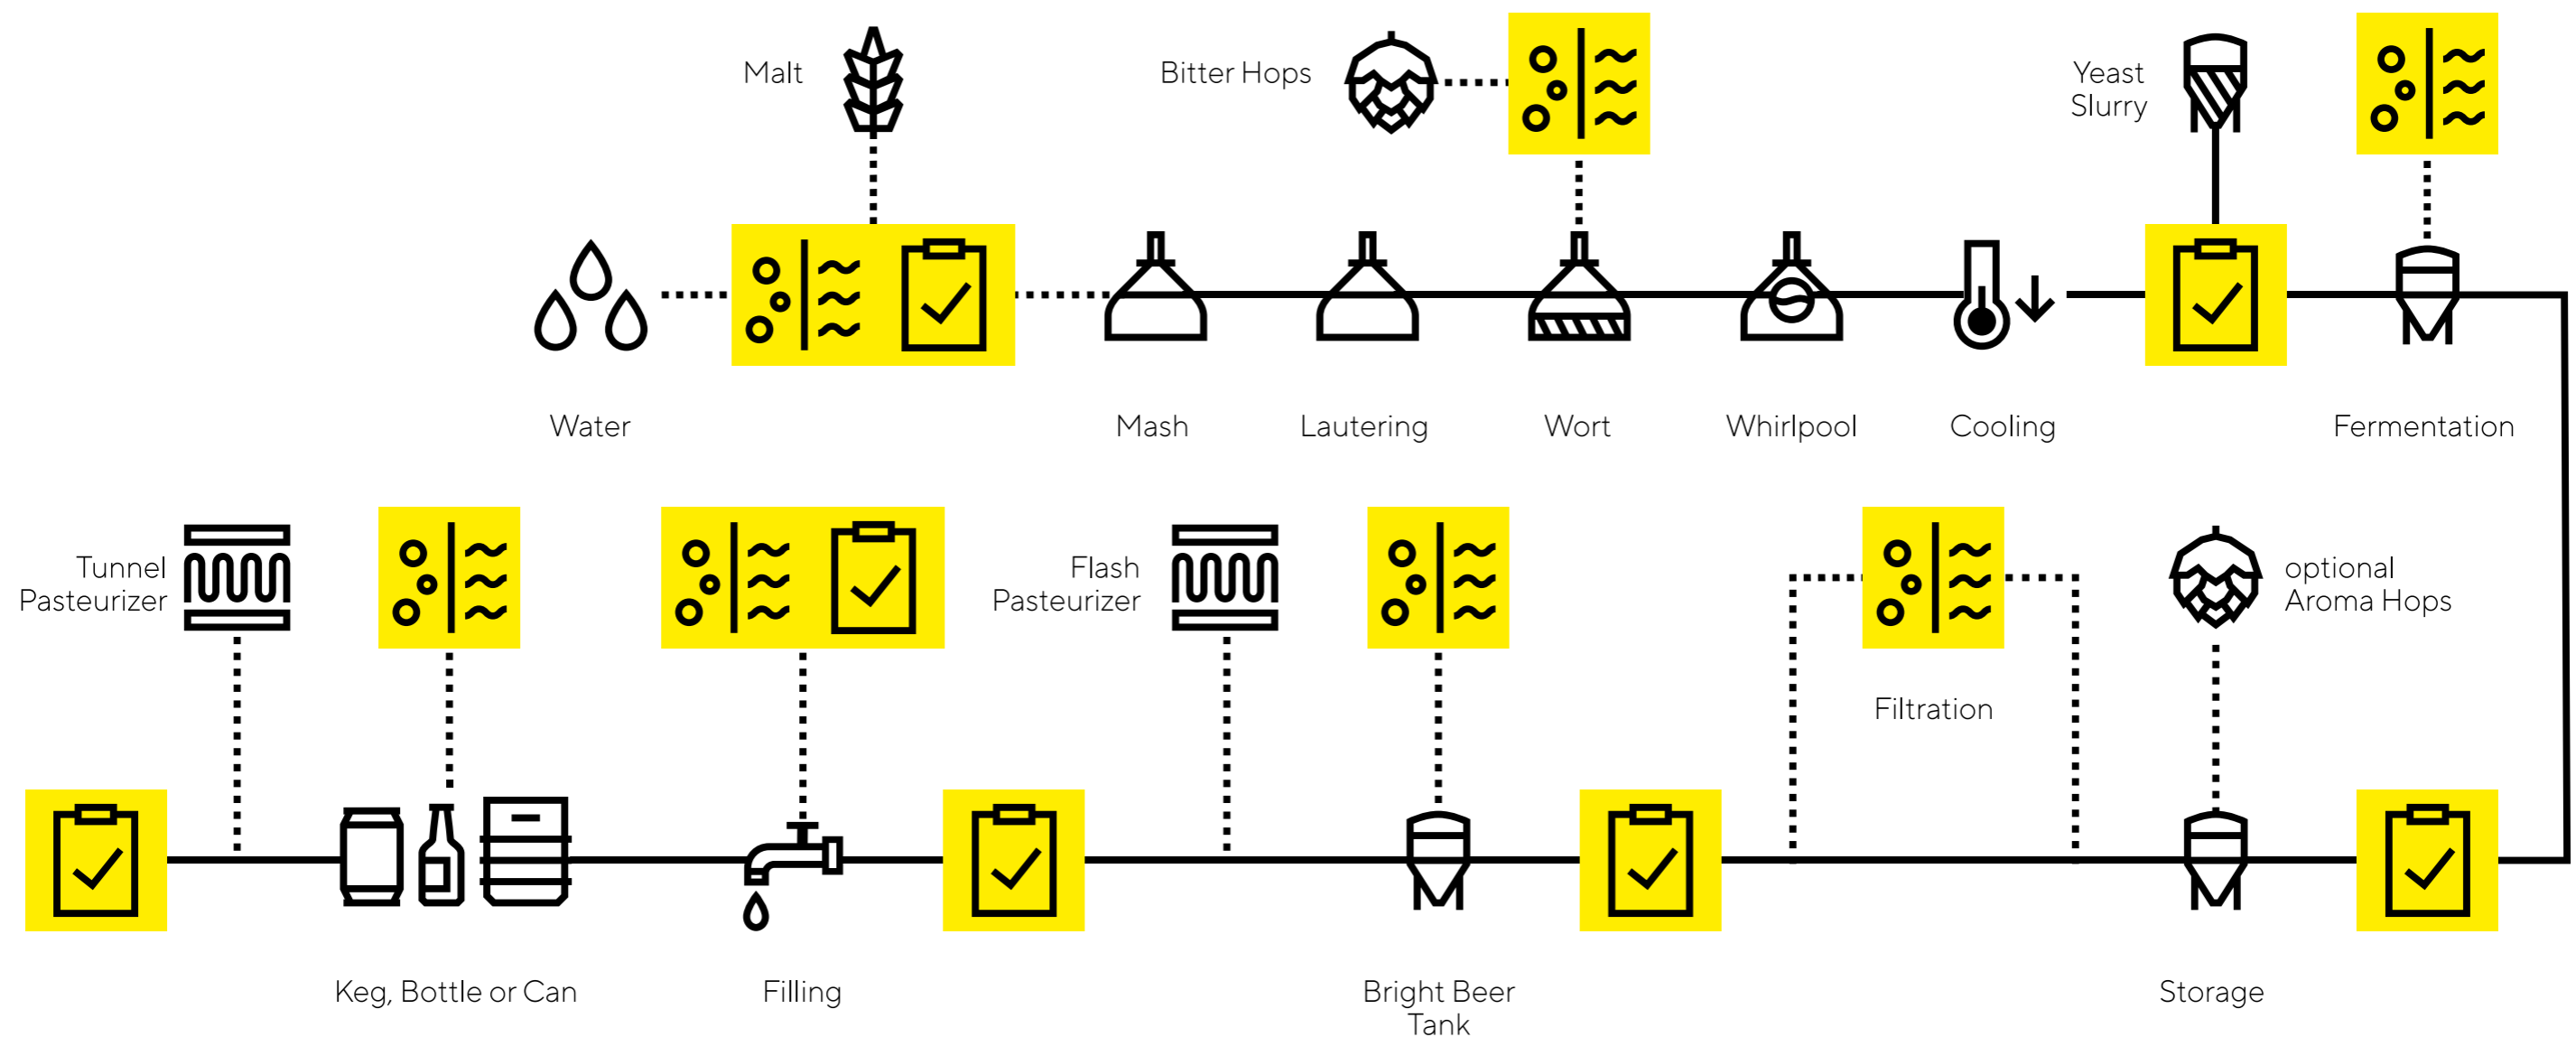 Malt
Bitter Hops
Yeast
Slurry
Water
Mash
Lautering
Wort
Whirlpool
Cooling
Fermentation
Tunnel
Pasteurizer
Flash
Pasteurizer
optional
Aroma Hops
Filtration
Keg, Bottle or Can
Filling
Bright Beer
Tank
Storage